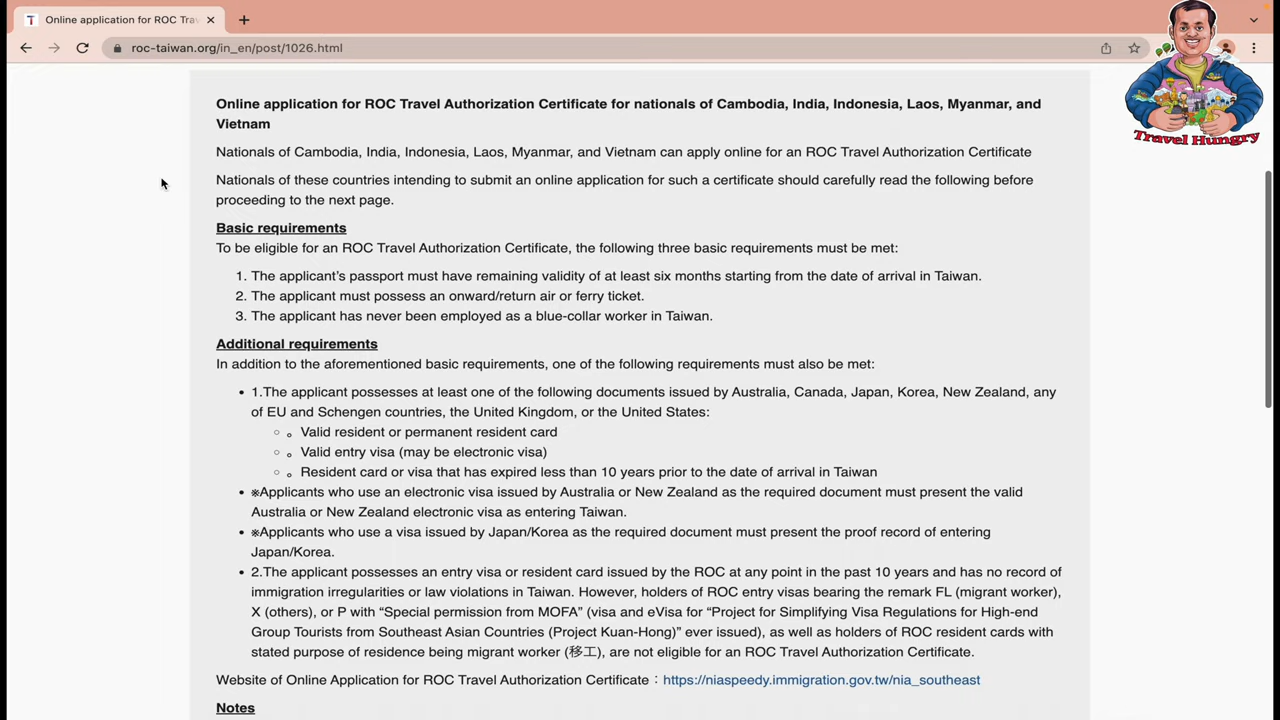 Online application for ROC Tra
roc-taiwan.org/in_en/post/1026.html
Travel Hungry
Online application for ROC Travel Authorization Certificate for nationals of Cambodia, India, Indonesia, Laos, Myanmar, and
Vietnam
Nationals of Cambodia, India, Indonesia, Laos, Myanmar, and Vietnam can apply online for an ROC Travel Authorization Certificate
Nationals of these countries intending to submit an online application for such a certificate should carefully read the following before
proceeding to the next page.
Basic requirements
To be eligible for an ROC Travel Authorization Certificate, the following three basic requirements must be met:
1. The applicant's passport must have remaining validity of at least six months starting from the date of arrival in Taiwan.
2. The applicant must possess an onward/return air or ferry ticket.
3. The applicant has never been employed as a blue-collar worker in Taiwan.
Additional requirements
In addition to the aforementioned basic requirements, one of the following requirements must also be met:
• 1.The applicant possesses at least one of the following documents issued by Australia, Canada, Japan, Korea, New Zealand, any
of EU and Schengen countries, the United Kingdom, or the United States:
○ 。Valid resident or permanent resident card
○ 。Valid entry visa (may be electronic visa)
○ 。Resident card or visa that has expired less than 10 years prior to the date of arrival in Taiwan
• ※Applicants who use an electronic visa issued by Australia or New Zealand as the required document must present the valid
Australia or New Zealand electronic visa as entering Taiwan.
• ※Applicants who use a visa issued by Japan/Korea as the required document must present the proof record of entering
Japan/Korea.
• 2.The applicant possesses an entry visa or resident card issued by the ROC at any point in the past 10 years and has no record of
immigration irregularities or law violations in Taiwan. However, holders of ROC entry visas bearing the remark FL (migrant worker),
X (others), or P with “Special permission from MOFA” (visa and eVisa for “Project for Simplifying Visa Regulations for High-end
Group Tourists from Southeast Asian Countries (Project Kuan-Hong)” ever issued), as well as holders of ROC resident cards with
stated purpose of residence being migrant worker (移工), are not eligible for an ROC Travel Authorization Certificate.
Website of Online Application for ROC Travel Authorization Certificate：https://niaspeedy.immigration.gov.tw/nia_southeast
Notes